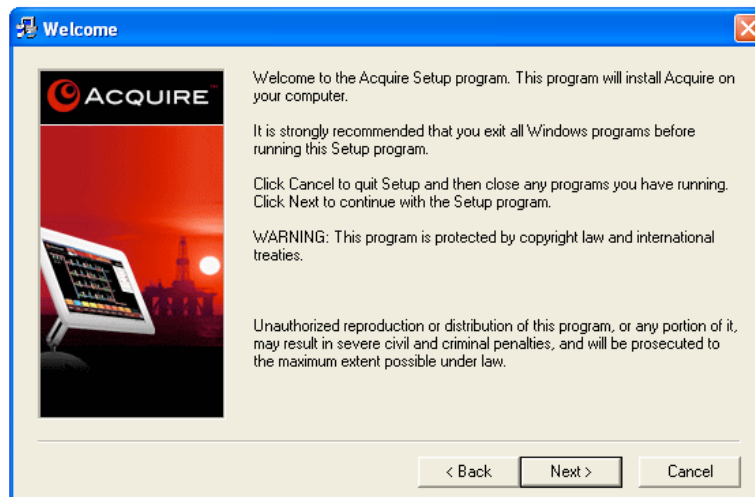 Welcome
ACQUIRE™
Welcome to the Acquire Setup program. This program will install Acquire on
your computer.
It is strongly recommended that you exit all Windows programs before
running this Setup program.
Click Cancel to quit Setup and then close any programs you have running.
Click Next to continue with the Setup program.
WARNING: This program is protected by copyright law and international
treaties.
Unauthorized reproduction or distribution of this program, or any portion of it,
may result in severe civil and criminal penalties, and will be prosecuted to
the maximum extent possible under law.
< Back
Next >
Cancel